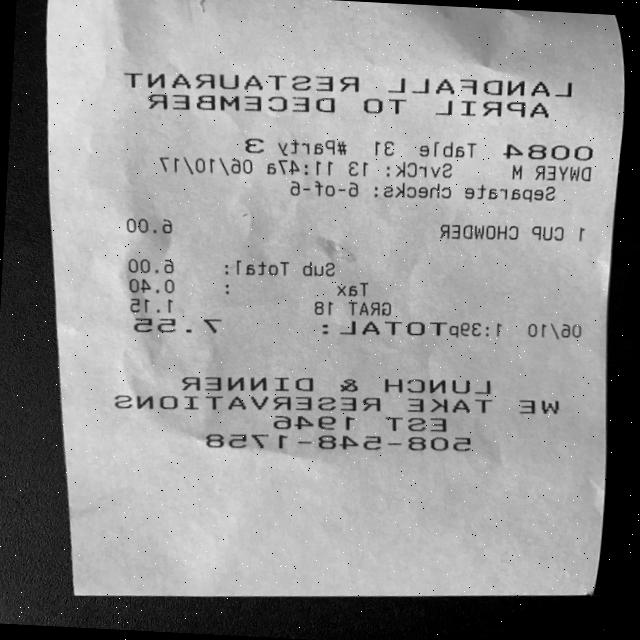 LANDFALL RESTAURANT
APRIL TO DECEMBER
0084 Table 31 #Party 3
DWYER M SvrCk: 13 11:47a 06/10/17
Separate checks: 6-of-6
1 CUP CHOWDER 6.00
Sub Total: 6.00
Tax : 0.40
GRAT 18 1.15
06/10 1:39pTOTAL: 7.55
LUNCH & DINNER
WE TAKE RESERVATIONS
EST 1946
508-548-1758